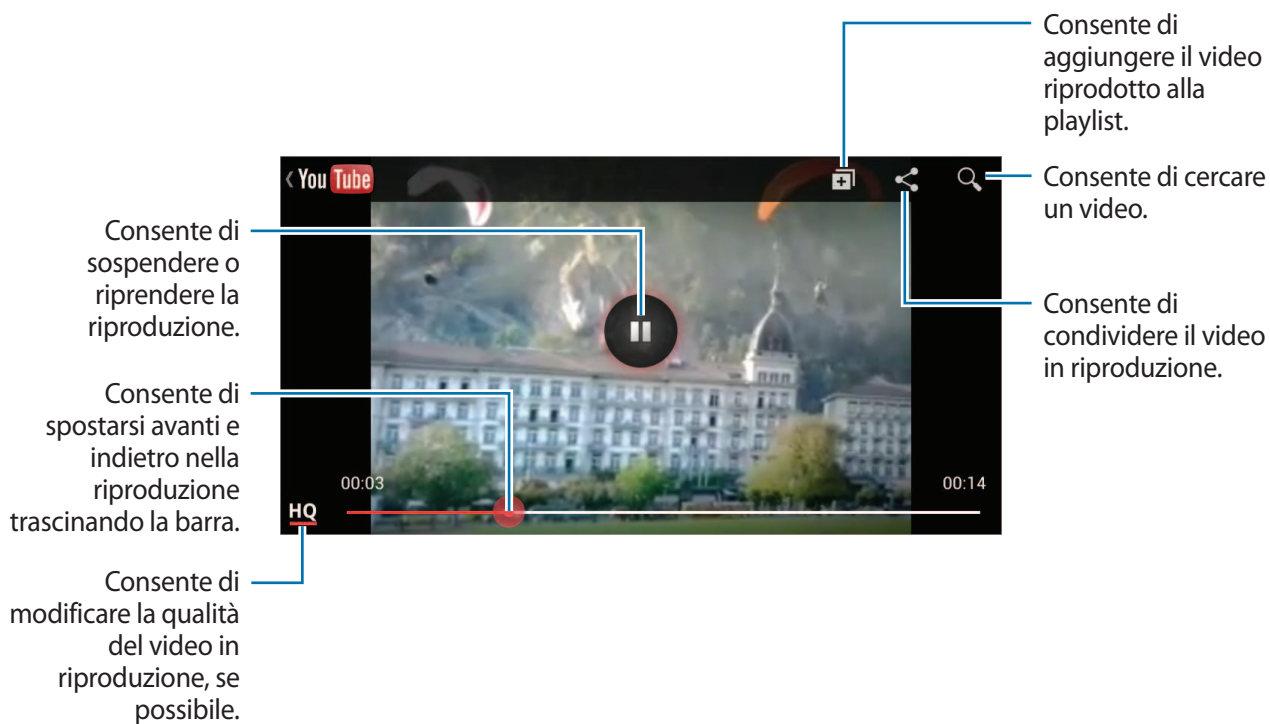 Consente di
aggiungere il video
riprodotto alla
playlist.
You Tube
Consente di cercare
un video.
Consente di
sospendere o
riprendere la
riproduzione.
Consente di
condividere il video
in riproduzione.
Consente di
spostarsi avanti e
indietro nella
riproduzione
trascinando la barra.
00:03
00:14
HQ
Consente di
modificare la qualità
del video in
riproduzione, se
possibile.